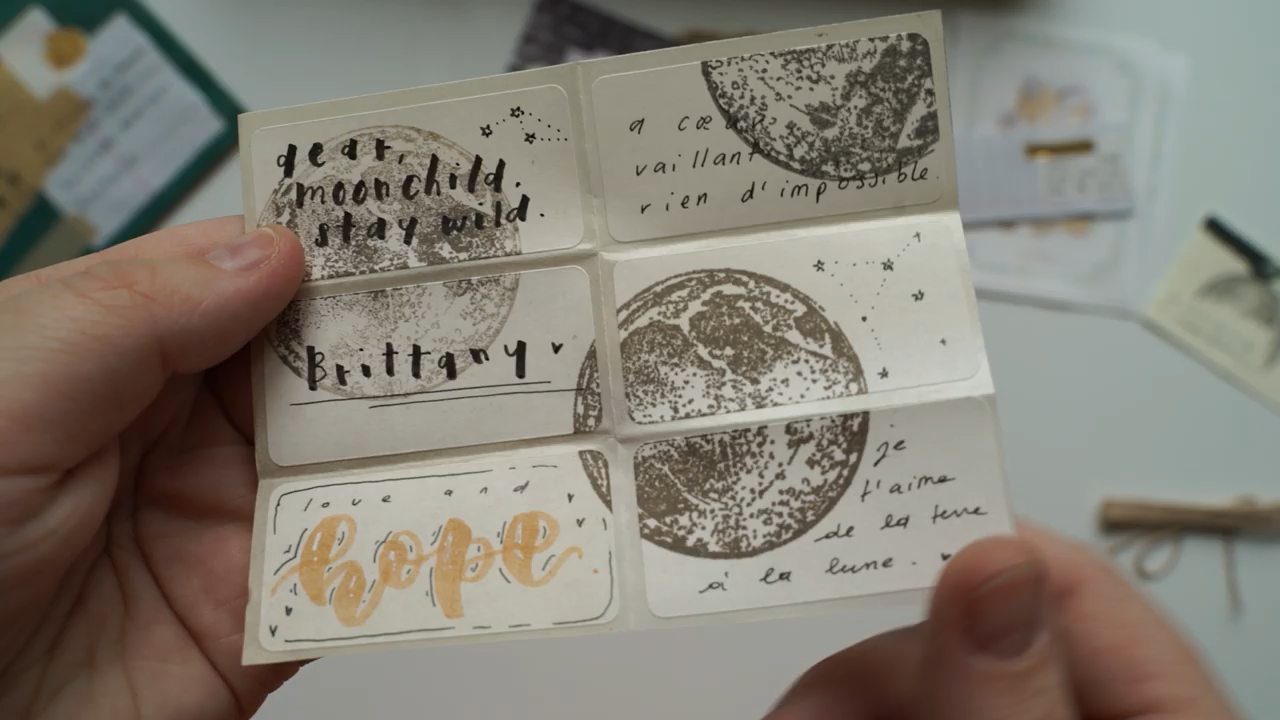 dear,
moonchild.
stay wild.
a cœur
vaillant
rien d'impossible.
Brittany
love and
hope
je
t'aime
de la terre
à la lune.